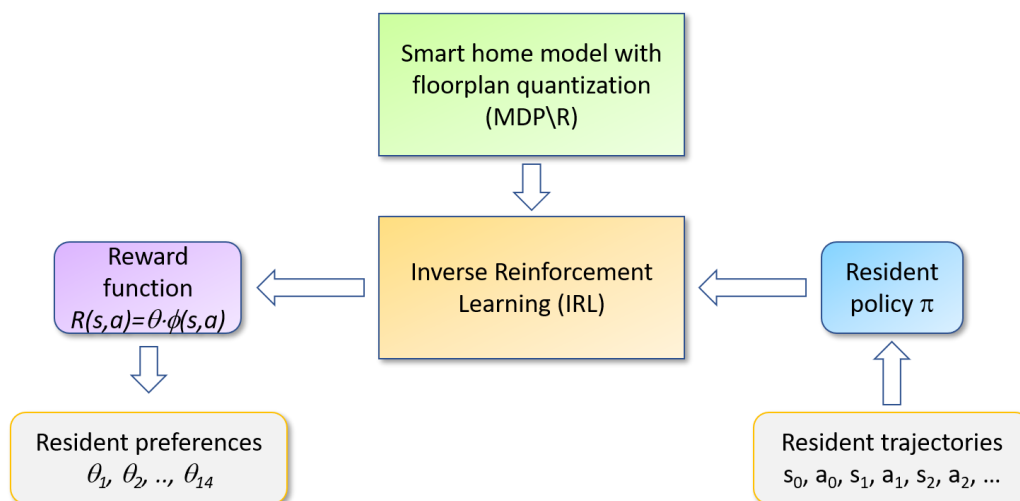 Smart home model with
floorplan quantization
(MDP\R)
Inverse Reinforcement
Learning (IRL)
Reward
function
R(s,a)=θ·ϕ(s,a)
Resident
policy π
Resident preferences
θ₁, θ₂, .., θ₁₄
Resident trajectories
s₀, a₀, s₁, a₁, s₂, a₂, ...